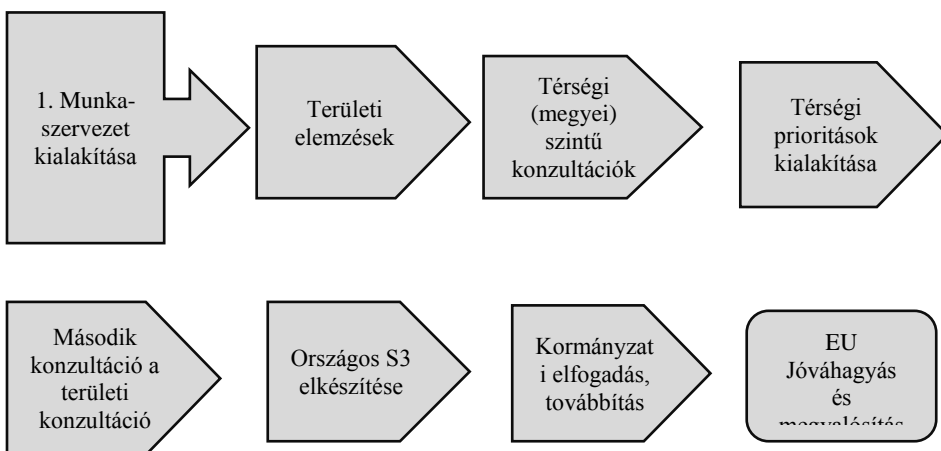 1. Munka-
szervezet
kialakítása
Területi
elemzések
Térségi
(megyei)
szintű
konzultációk
Térségi
prioritások
kialakítása
Második
konzultáció a
területi
konzultáció
Országos S3
elkészítése
Kormányzat
i elfogadás,
továbbítás
EU
Jóváhagyás
és
megvalósítás